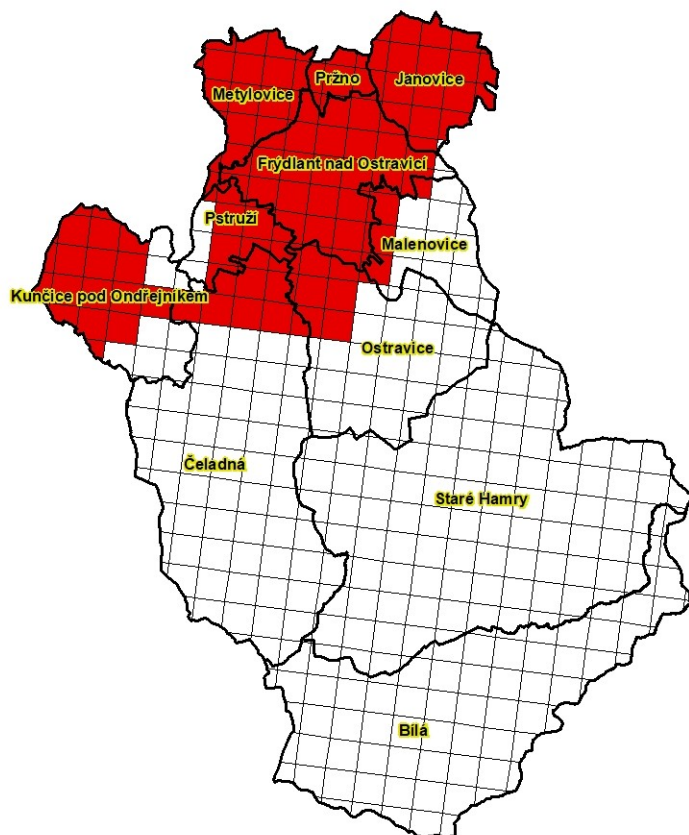 Metylovice
Pržno
Janovice
Frýdlant nad Ostravicí
Pstruží
Malenovice
Kunčice pod Ondřejníkem
Ostravice
Čeladná
Staré Hamry
Bílá